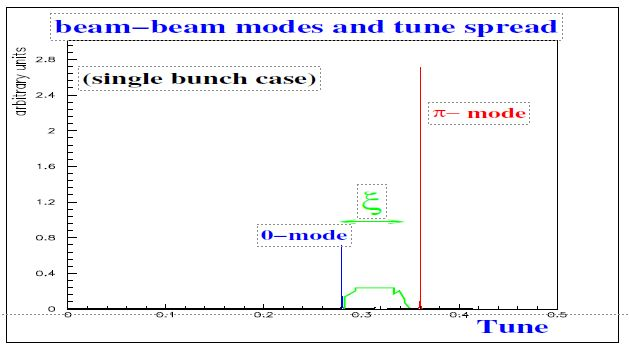 beam-beam modes and tune spread
arbitrary units
2.8
(single bunch case)
2.4
π- mode
2
1.6
1.2
ξ
0.8
0-mode
0.4
0
0 0.1 0.2 0.3 0.4 0.5
Tune